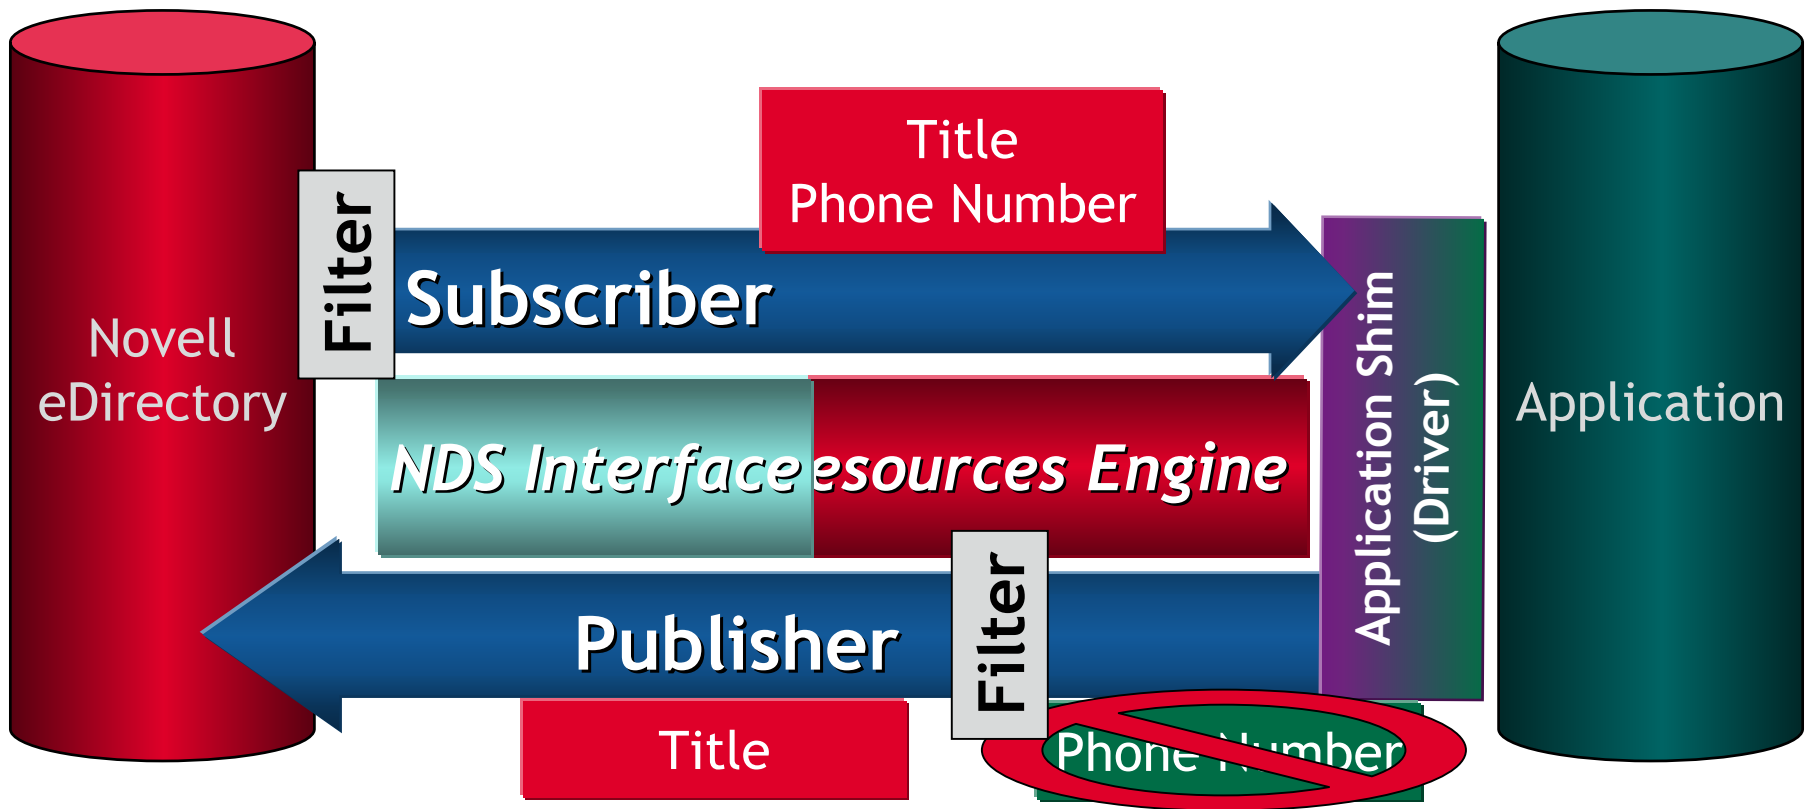 Title
Phone Number
Filter
Subscriber
Novell
eDirectory
NDS Interface
esources Engine
Application Shim
(Driver)
Application
Filter
Publisher
Title
Phone Number